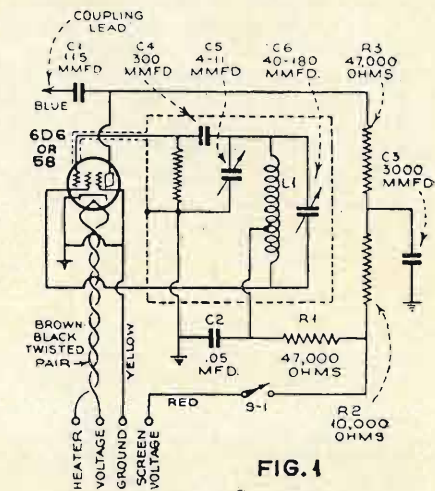 COUPLING
LEAD
C1
115
MMFD
BLUE
C4
300
MMFD
C5
4-11
MMFD
C6
40-180
MMFD.
R3
47,000
OHMS
6D6
OR
58
L1
C3
3000
MMFD.
BROWN
BLACK
TWISTED
PAIR
YELLOW
C2
.05
MFD.
R1
47,000
OHMS
RED
S-1
R2
10,000
OHMS
HEATER
VOLTAGE
GROUND
SCREEN
VOLTAGE
FIG.1